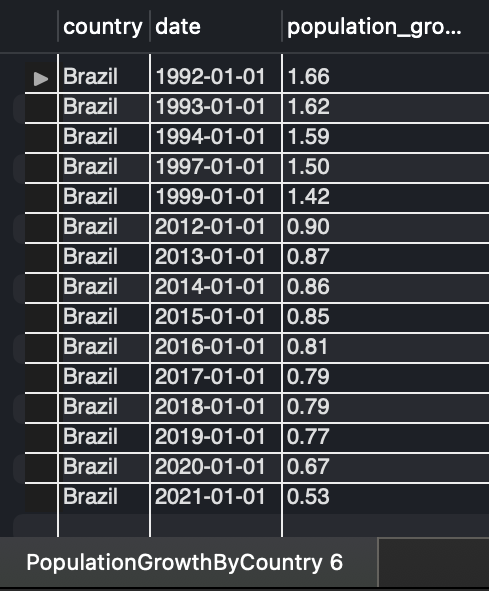 country date population_gro...
Brazil 1992-01-01 1.66
Brazil 1993-01-01 1.62
Brazil 1994-01-01 1.59
Brazil 1997-01-01 1.50
Brazil 1999-01-01 1.42
Brazil 2012-01-01 0.90
Brazil 2013-01-01 0.87
Brazil 2014-01-01 0.86
Brazil 2015-01-01 0.85
Brazil 2016-01-01 0.81
Brazil 2017-01-01 0.79
Brazil 2018-01-01 0.79
Brazil 2019-01-01 0.77
Brazil 2020-01-01 0.67
Brazil 2021-01-01 0.53
PopulationGrowthByCountry 6